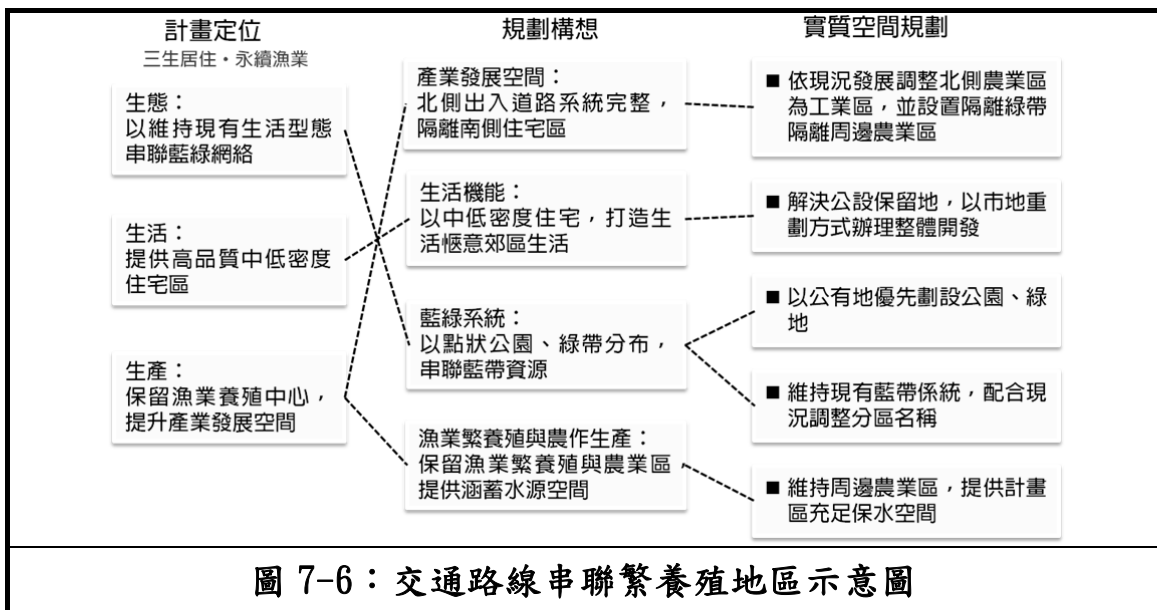 計畫定位
三生居住・永續漁業
生態：
以維持現有生活型態
串聯藍綠網絡
生活：
提供高品質中低密度
住宅區
生產：
保留漁業養殖中心，
提升產業發展空間
規劃構想
產業發展空間：
北側出入道路系統完整，
隔離南側住宅區
生活機能：
以中低密度住宅，打造生
活愜意郊區生活
藍綠系統：
以點狀公園、綠帶分布，
串聯藍帶資源
漁業繁養殖與農作生產：
保留漁業繁養殖與農業區
提供涵蓄水源空間
實質空間規劃
■ 依現況發展調整北側農業區
為工業區，並設置隔離綠帶
隔離周邊農業區
■ 解決公設保留地，以市地重
劃方式辦理整體開發
■ 以公有地優先劃設公園、綠
地
■ 維持現有藍帶係統，配合現
況調整分區名稱
■ 維持周邊農業區，提供計畫
區充足保水空間
圖 7-6：交通路線串聯繁養殖地區示意圖